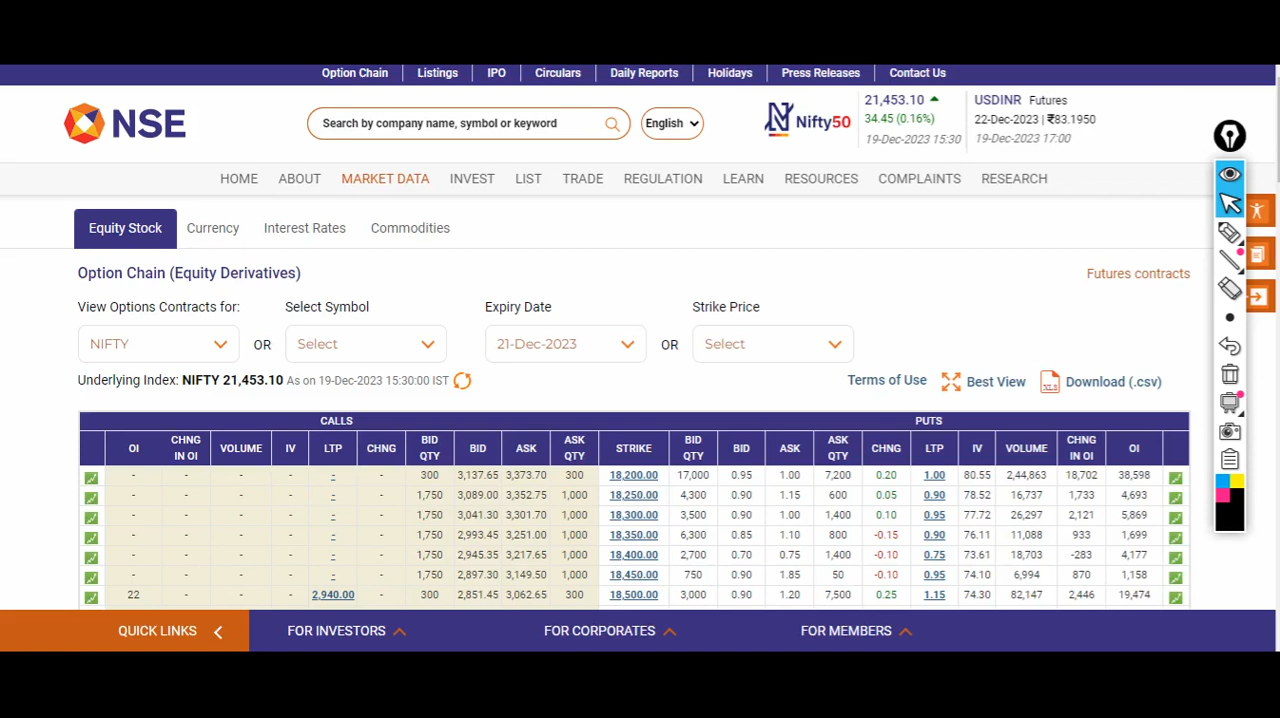 Option Chain Listings IPO Circulars Daily Reports Holidays Press Releases Contact Us
NSE
Search by company name, symbol or keyword
English
Nifty50
21,453.10
34.45 (0.16%)
19-Dec-2023 15:30
USDINR Futures
22-Dec-2023 | ₹83.1950
19-Dec-2023 17:00
HOME ABOUT MARKET DATA INVEST LIST TRADE REGULATION LEARN RESOURCES COMPLAINTS RESEARCH
Equity Stock Currency Interest Rates Commodities
Option Chain (Equity Derivatives) Futures contracts
View Options Contracts for: Select Symbol Expiry Date Strike Price
NIFTY OR Select 21-Dec-2023 OR Select
Underlying Index: NIFTY 21,453.10 As on 19-Dec-2023 15:30:00 IST Terms of Use Best View XLS Download (.csv)
CALLS PUTS
OI CHNG IN OI VOLUME IV LTP CHNG BID QTY BID ASK ASK QTY STRIKE BID QTY BID ASK ASK QTY CHNG LTP IV VOLUME CHNG IN OI OI
- - - - - - 300 3,137.65 3,373.70 300 18,200.00 17,000 0.95 1.00 7,200 0.20 1.00 80.55 2,44,863 18,702 38,598
- - - - - - 1,750 3,089.00 3,352.75 1,000 18,250.00 4,300 0.90 1.15 600 0.05 0.90 78.52 16,737 1,733 4,693
- - - - - - 1,750 3,041.30 3,301.70 1,000 18,300.00 3,500 0.90 1.00 1,400 0.10 0.95 77.72 26,297 2,121 5,869
- - - - - - 1,750 2,993.45 3,251.00 1,000 18,350.00 6,300 0.85 1.10 800 -0.15 0.90 76.11 11,088 933 1,699
- - - - - - 1,750 2,945.35 3,217.65 1,000 18,400.00 2,700 0.70 0.75 1,400 -0.10 0.75 73.61 18,703 -283 4,177
- - - - - - 1,750 2,897.30 3,149.50 1,000 18,450.00 750 0.90 1.85 50 -0.10 0.95 74.10 6,994 870 1,158
22 - - - 2,940.00 - 300 2,851.45 3,062.65 300 18,500.00 3,000 0.90 1.20 7,500 0.25 1.15 74.30 82,147 2,446 19,474
QUICK LINKS FOR INVESTORS FOR CORPORATES FOR MEMBERS